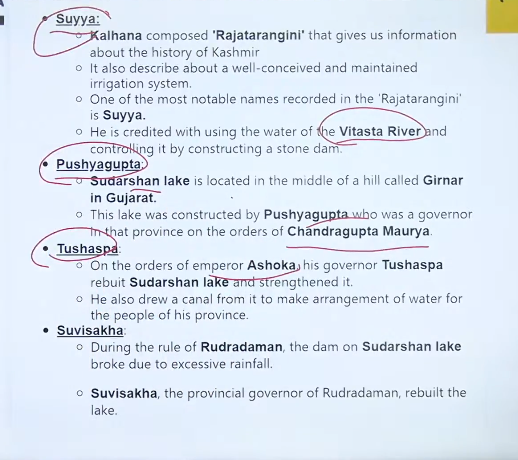 • Suyya:
○ Kalhana composed 'Rajatarangini' that gives us information
about the history of Kashmir
○ It also describe about a well-conceived and maintained
irrigation system.
○ One of the most notable names recorded in the 'Rajatarangini'
is Suyya.
○ He is credited with using the water of the Vitasta River and
controlling it by constructing a stone dam.
• Pushyagupta:
○ Sudarshan lake is located in the middle of a hill called Girnar
in Gujarat.
○ This lake was constructed by Pushyagupta who was a governor
in that province on the orders of Chandragupta Maurya.
• Tushaspa:
○ On the orders of emperor Ashoka, his governor Tushaspa
rebuit Sudarshan lake and strengthened it.
○ He also drew a canal from it to make arrangement of water for
the people of his province.
• Suvisakha:
○ During the rule of Rudradaman, the dam on Sudarshan lake
broke due to excessive rainfall.
○ Suvisakha, the provincial governor of Rudradaman, rebuilt the
lake.